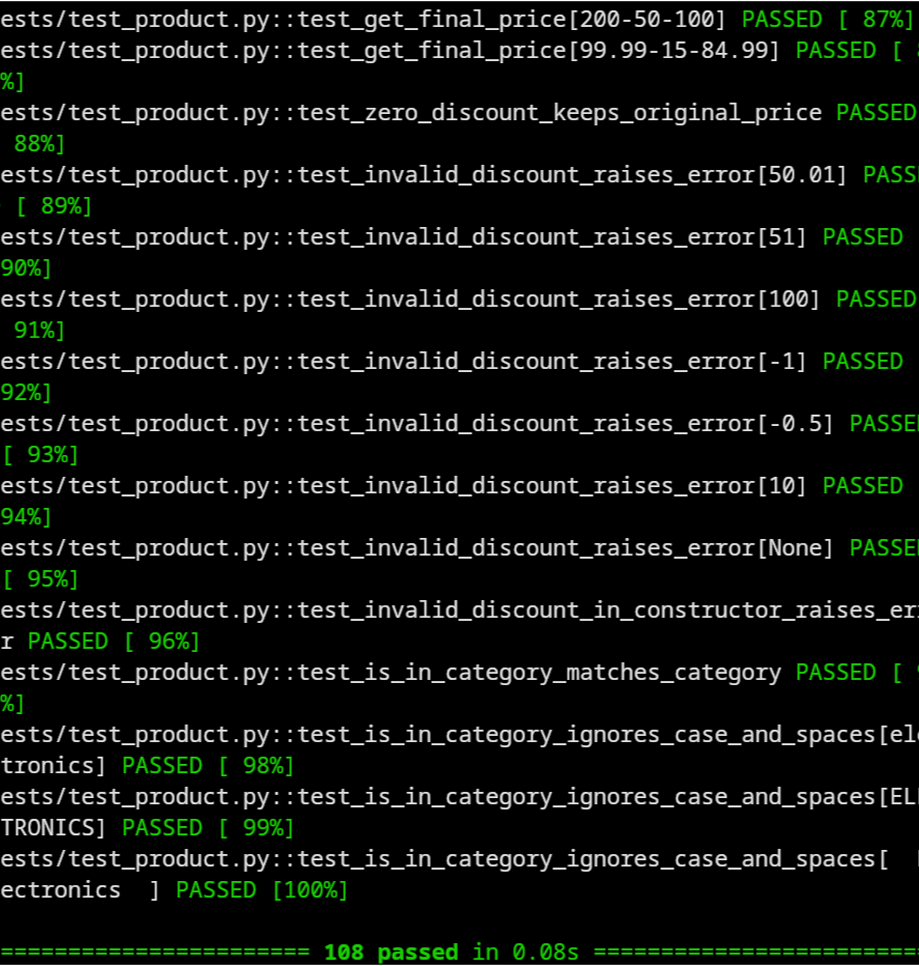 ests/test_product.py::test_get_final_price[200-50-100] PASSED [ 87%]
ests/test_product.py::test_get_final_price[99.99-15-84.99] PASSED [
%]
ests/test_product.py::test_zero_discount_keeps_original_price PASSED
88%]
ests/test_product.py::test_invalid_discount_raises_error[50.01] PASS
[ 89%]
ests/test_product.py::test_invalid_discount_raises_error[51] PASSED
90%]
ests/test_product.py::test_invalid_discount_raises_error[100] PASSED
91%]
ests/test_product.py::test_invalid_discount_raises_error[-1] PASSED
92%]
ests/test_product.py::test_invalid_discount_raises_error[-0.5] PASSE
[ 93%]
ests/test_product.py::test_invalid_discount_raises_error[10] PASSED
94%]
ests/test_product.py::test_invalid_discount_raises_error[None] PASSE
[ 95%]
ests/test_product.py::test_invalid_discount_in_constructor_raises_er
r PASSED [ 96%]
ests/test_product.py::test_is_in_category_matches_category PASSED [
%]
ests/test_product.py::test_is_in_category_ignores_case_and_spaces[ele
tronics] PASSED [ 98%]
ests/test_product.py::test_is_in_category_ignores_case_and_spaces[EL
TRONICS] PASSED [ 99%]
ests/test_product.py::test_is_in_category_ignores_case_and_spaces[
ectronics  ] PASSED [100%]
======================= 108 passed in 0.08s ========================